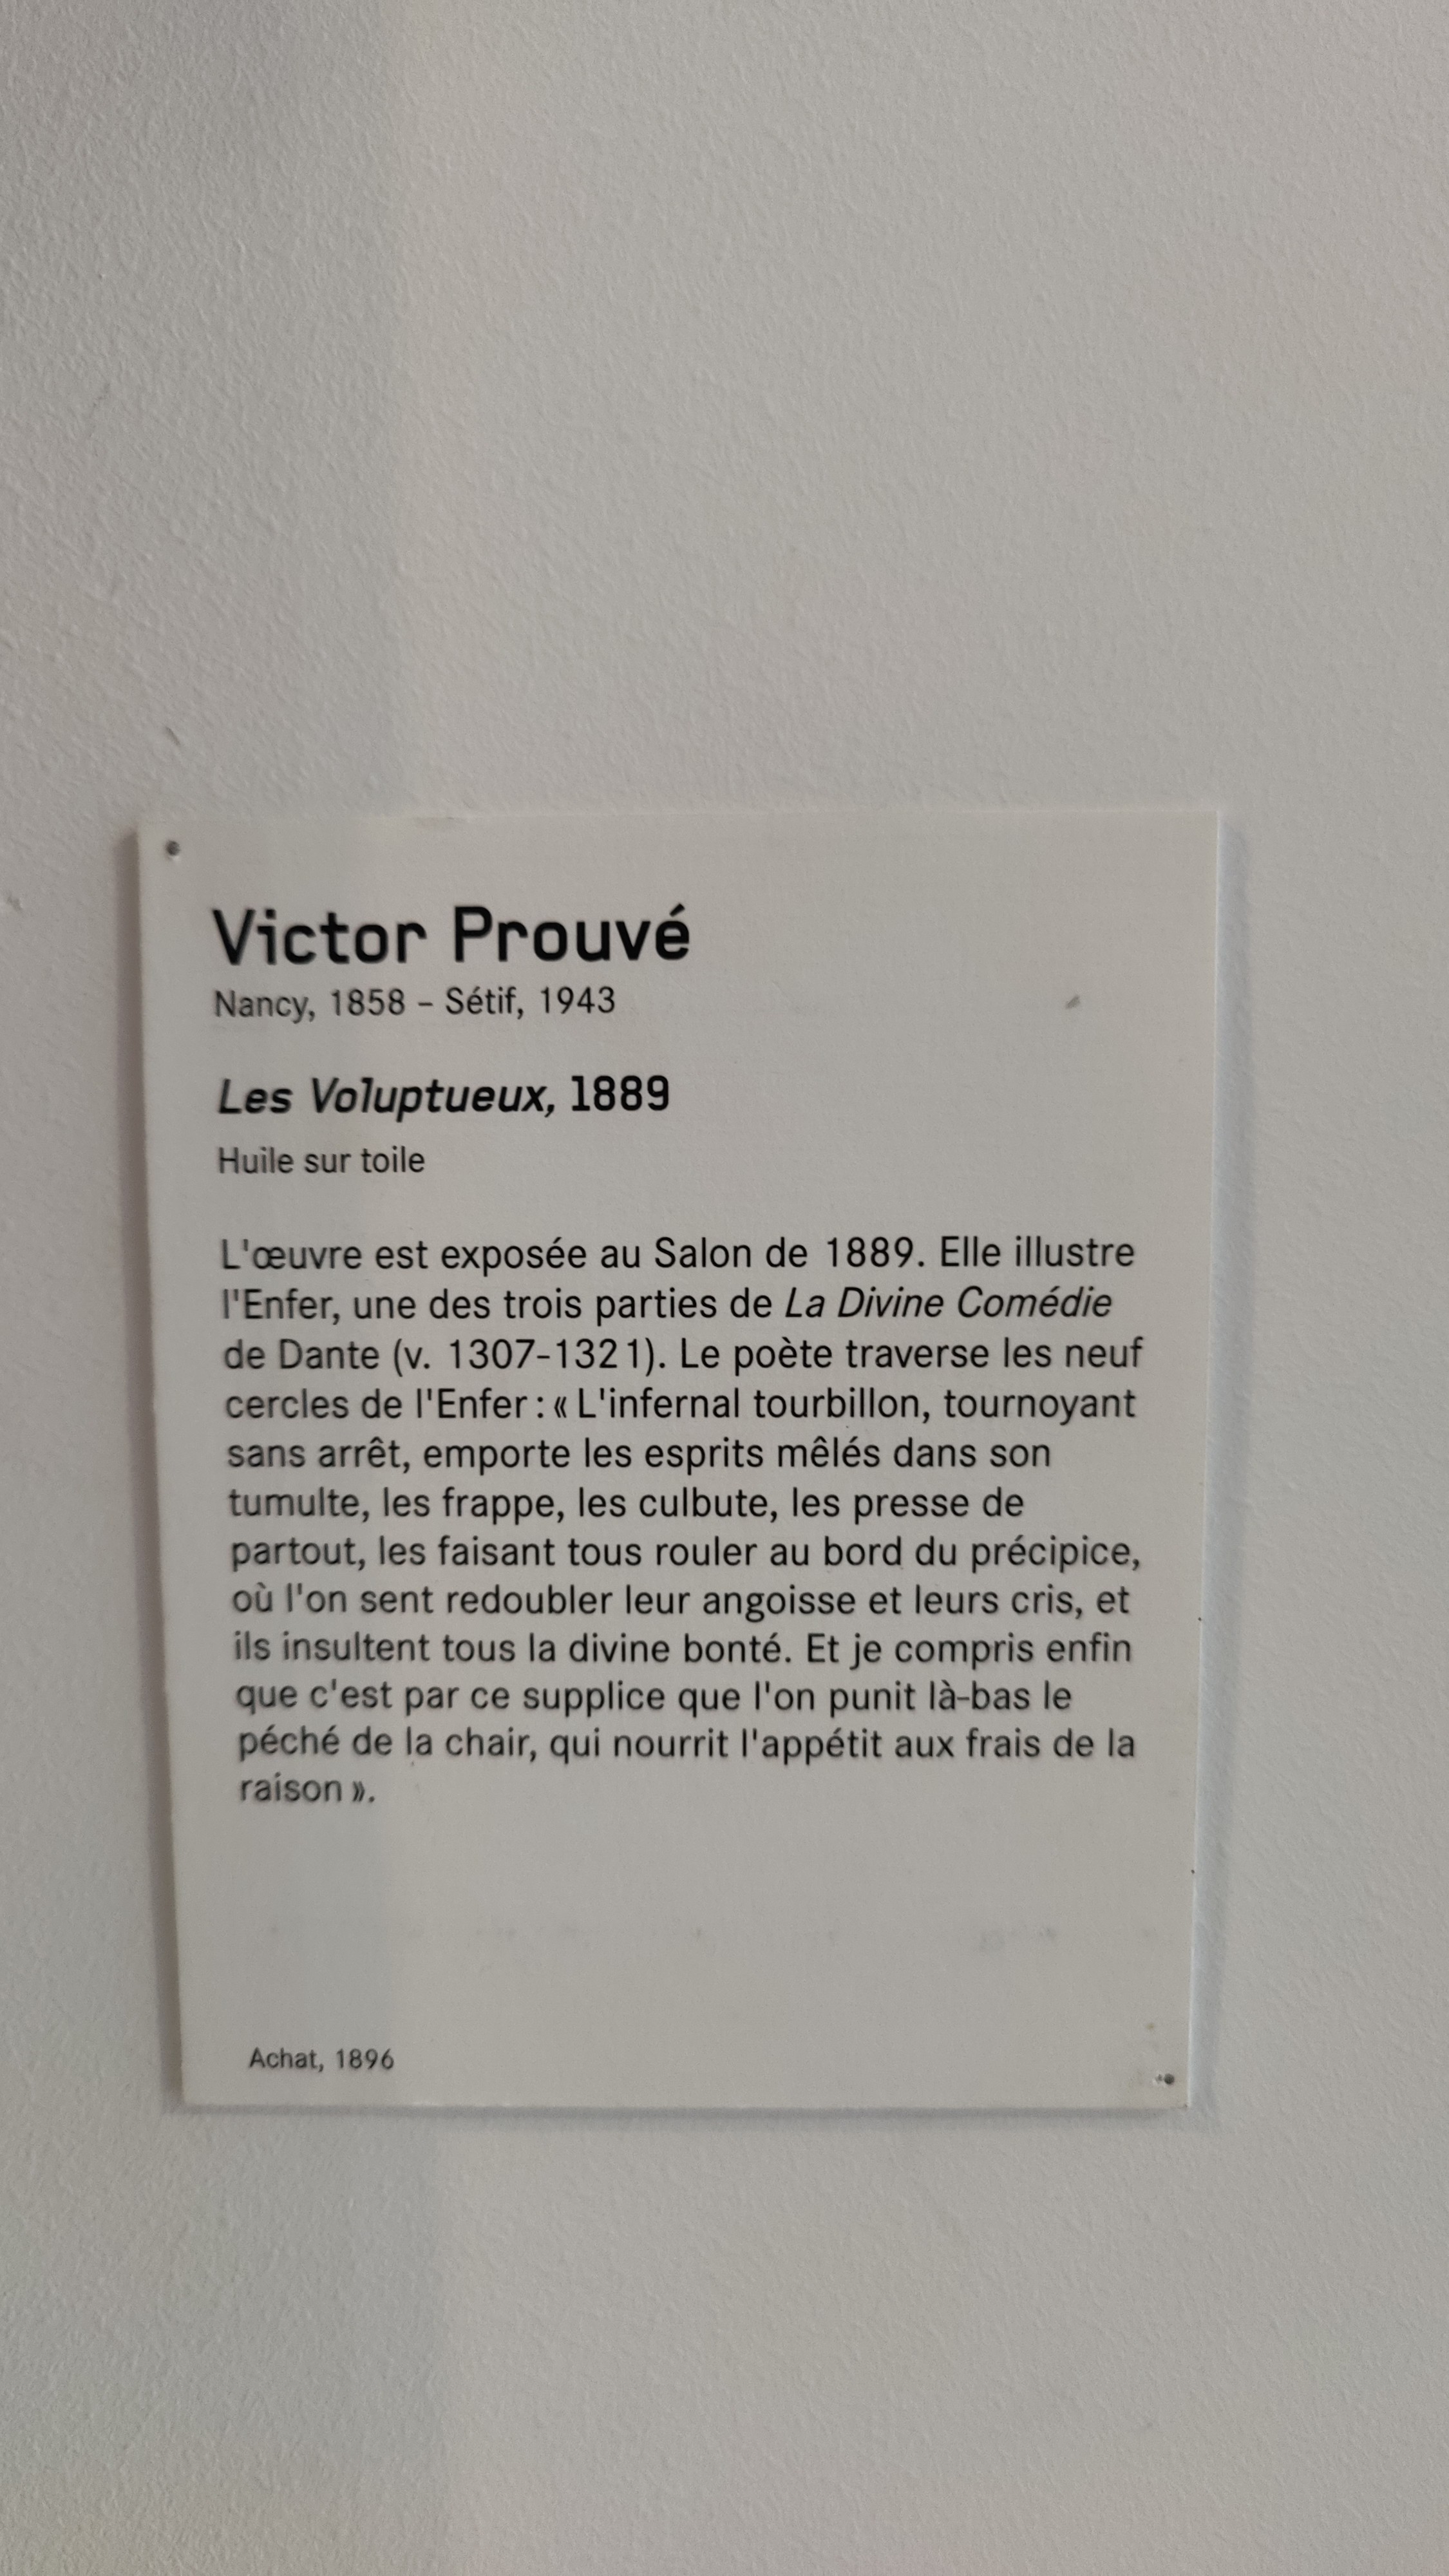 Victor Prouvé
Nancy, 1858 – Sétif, 1943
Les Voluptueux, 1889
Huile sur toile
L'œuvre est exposée au Salon de 1889. Elle illustre
l'Enfer, une des trois parties de La Divine Comédie
de Dante (v. 1307-1321). Le poète traverse les neuf
cercles de l'Enfer : « L'infernal tourbillon, tournoyant
sans arrêt, emporte les esprits mêlés dans son
tumulte, les frappe, les culbute, les presse de
partout, les faisant tous rouler au bord du précipice,
où l'on sent redoubler leur angoisse et leurs cris, et
ils insultent tous la divine bonté. Et je compris enfin
que c'est par ce supplice que l'on punit là-bas le
péché de la chair, qui nourrit l'appétit aux frais de la
raison ».
Achat, 1896